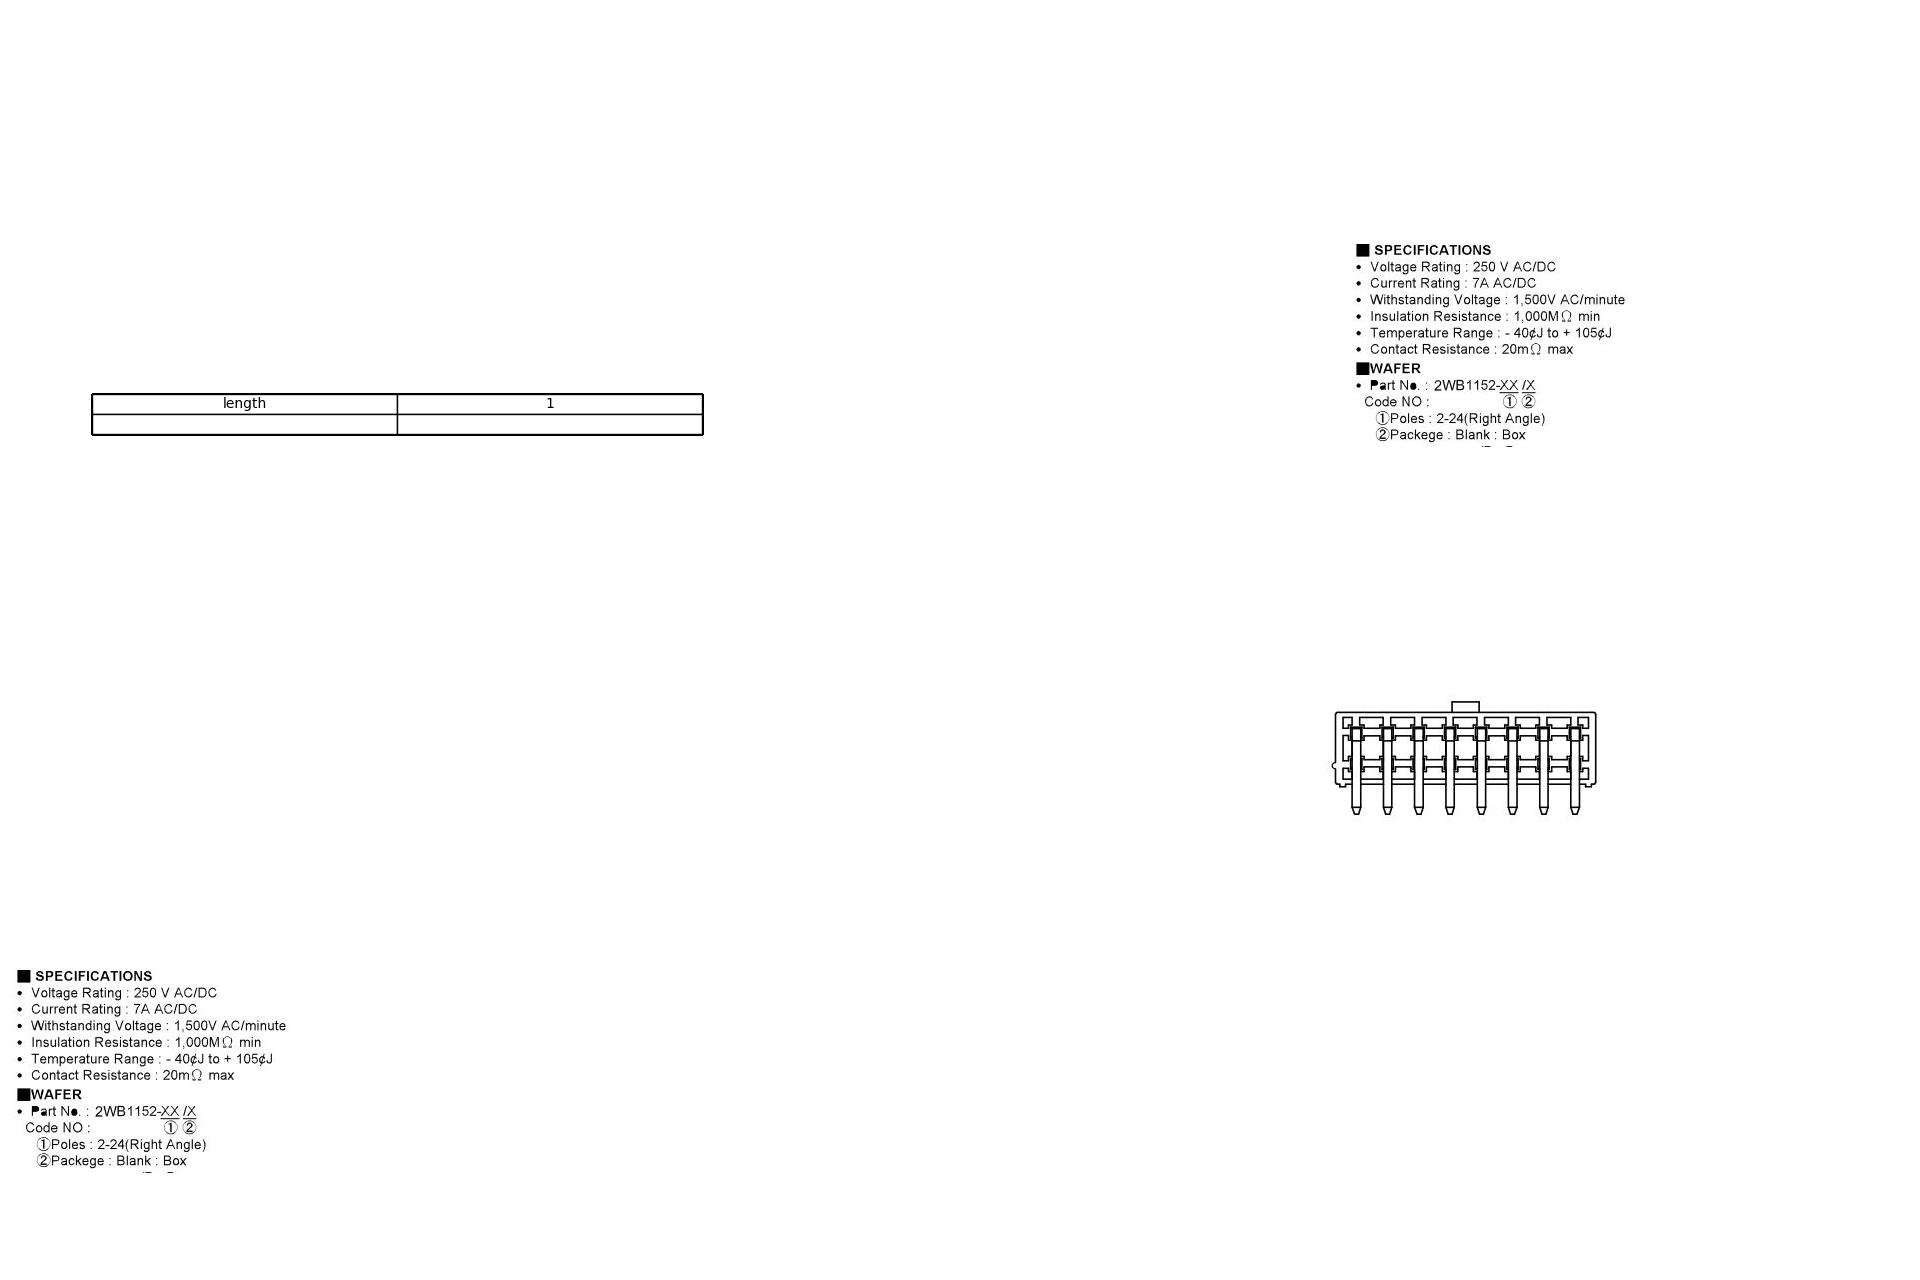 ■ SPECIFICATIONS
• Voltage Rating : 250 V AC/DC
• Current Rating : 7A AC/DC
• Withstanding Voltage : 1,500V AC/minute
• Insulation Resistance : 1,000MΩ min
• Temperature Range : - 40¢J to + 105¢J
• Contact Resistance : 20mΩ max
■WAFER
• Part No. : 2WB1152-XX /X
Code NO : ① ②
①Poles : 2-24(Right Angle)
②Packege : Blank : Box
length 1
■ SPECIFICATIONS
• Voltage Rating : 250 V AC/DC
• Current Rating : 7A AC/DC
• Withstanding Voltage : 1,500V AC/minute
• Insulation Resistance : 1,000MΩ min
• Temperature Range : - 40¢J to + 105¢J
• Contact Resistance : 20mΩ max
■WAFER
• Part No. : 2WB1152-XX /X
Code NO : ① ②
①Poles : 2-24(Right Angle)
②Packege : Blank : Box